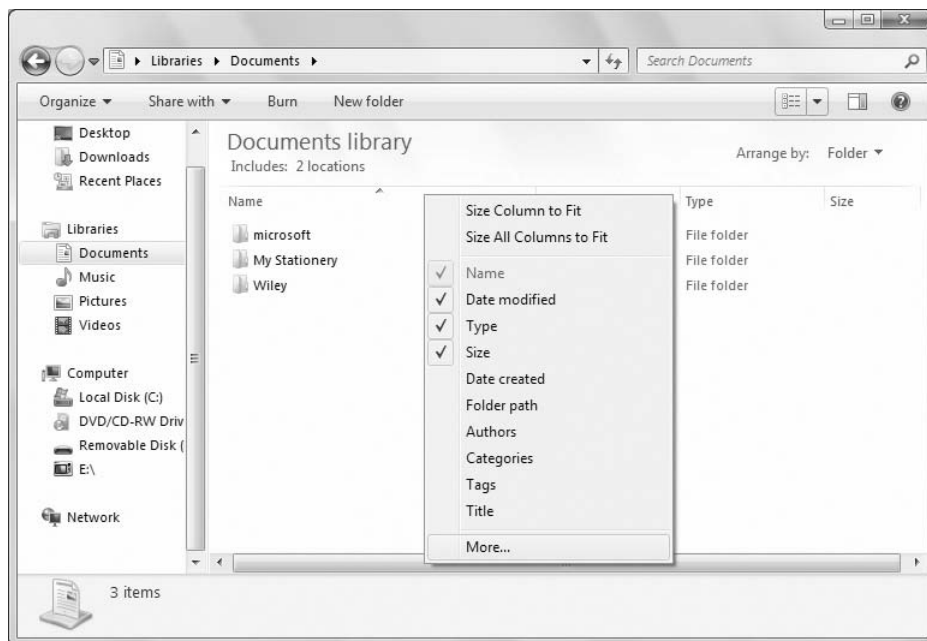 Libraries Documents
Search Documents
Organize Share with Burn New folder
Desktop
Downloads
Recent Places
Libraries
Documents
Music
Pictures
Videos
Computer
Local Disk (C:)
DVD/CD-RW Driv
Removable Disk (
E:\
Network
Documents library
Includes: 2 locations
Arrange by: Folder
Name Type Size
microsoft File folder
My Stationery File folder
Wiley File folder
Size Column to Fit
Size All Columns to Fit
Name
Date modified
Type
Size
Date created
Folder path
Authors
Categories
Tags
Title
More...
3 items